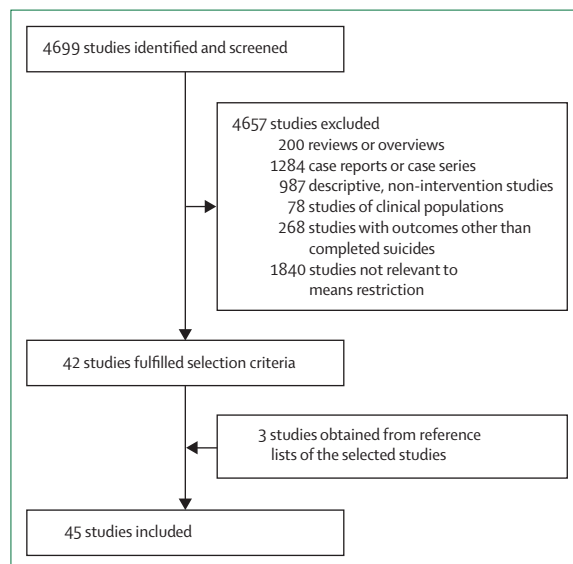 4699 studies identified and screened
4657 studies excluded
200 reviews or overviews
1284 case reports or case series
987 descriptive, non-intervention studies
78 studies of clinical populations
268 studies with outcomes other than
completed suicides
1840 studies not relevant to
means restriction
42 studies fulfilled selection criteria
3 studies obtained from reference
lists of the selected studies
45 studies included